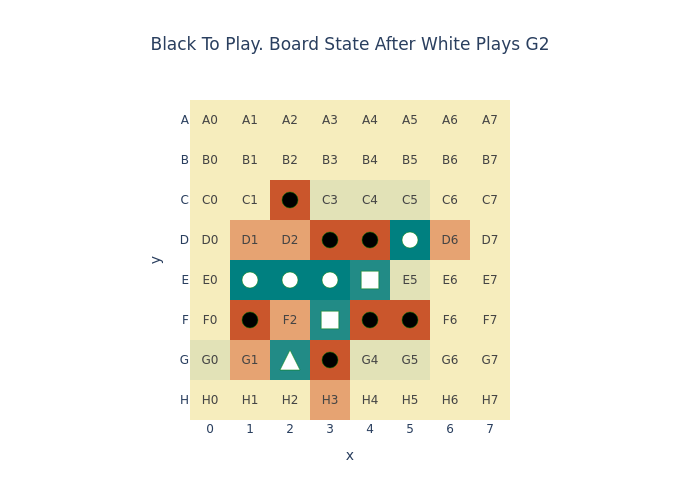 Black To Play. Board State After White Plays G2
A A0 A1 A2 A3 A4 A5 A6 A7
B B0 B1 B2 B3 B4 B5 B6 B7
C C0 C1 C3 C4 C5 C6 C7
D D0 D1 D2 D6 D7
y
E E0 E5 E6 E7
F F0 F2 F6 F7
G G0 G1 G4 G5 G6 G7
H H0 H1 H2 H3 H4 H5 H6 H7
0 1 2 3 4 5 6 7
x